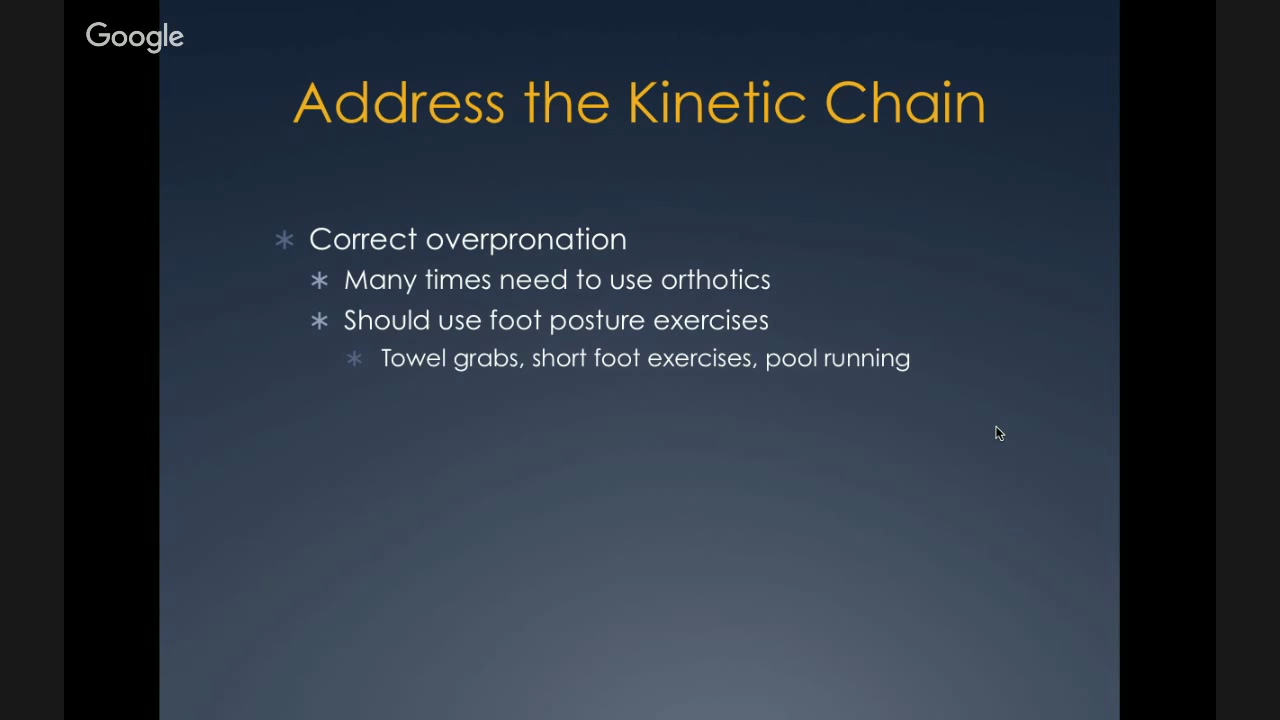 Google
Address the Kinetic Chain
* Correct overpronation
* Many times need to use orthotics
* Should use foot posture exercises
* Towel grabs, short foot exercises, pool running